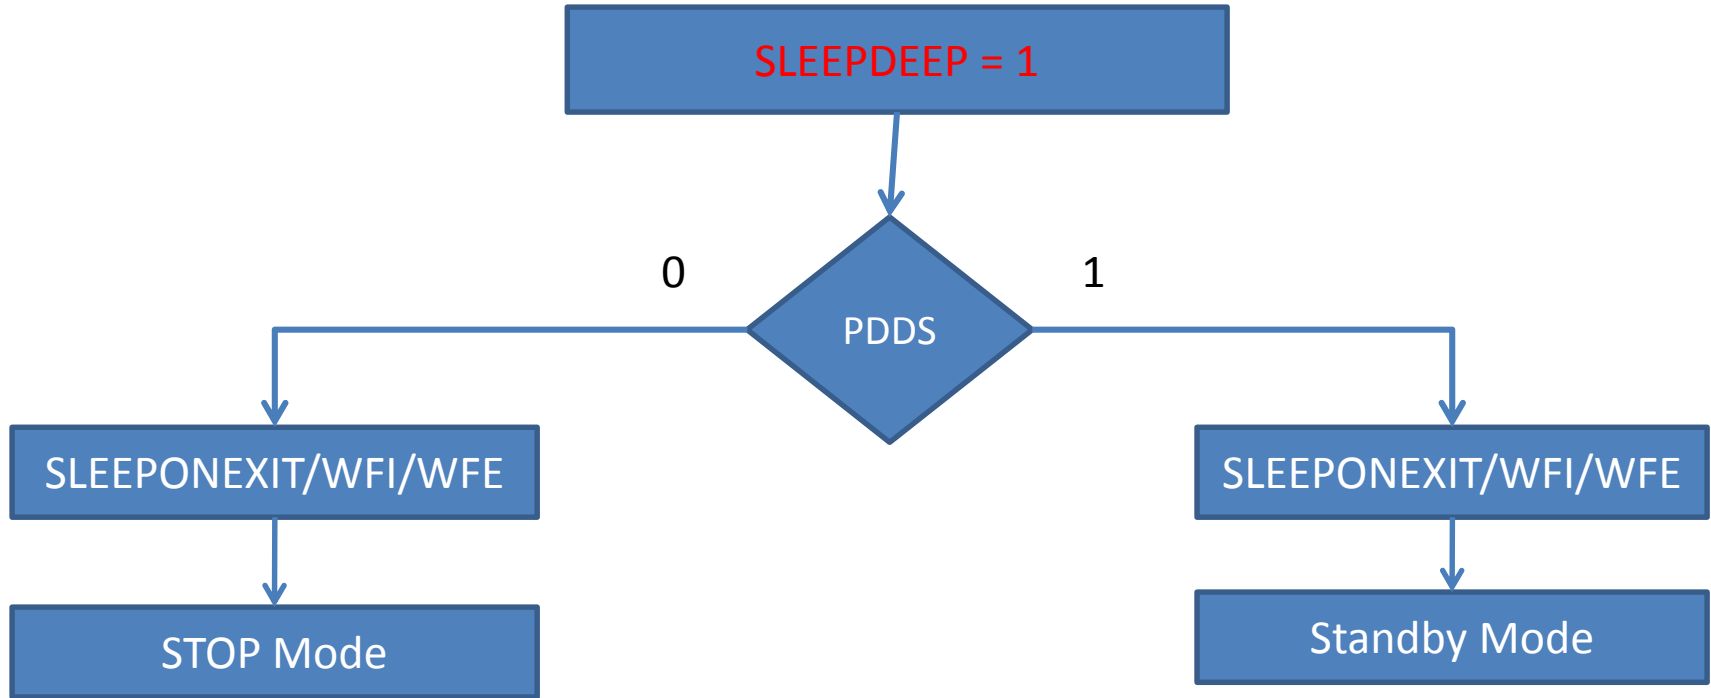 SLEEPDEEP = 1
0
1
PDDS
SLEEPONEXIT/WFI/WFE
SLEEPONEXIT/WFI/WFE
STOP Mode
Standby Mode